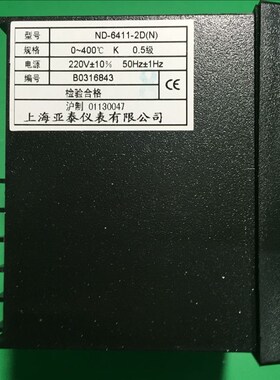 型号 ND-6411-2D(N)
规格 0~400℃ K 0.5级
电源 220V±10% 50Hz±1Hz
编号 B0316843
检验合格 CE
沪制 01130047
上海亚泰仪表有限公司